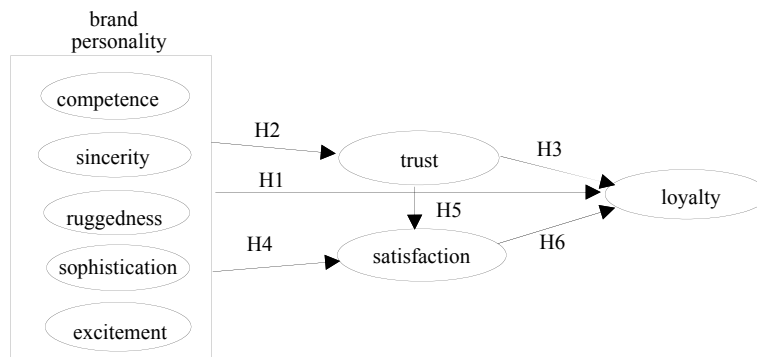 brand
personality
competence
sincerity
ruggedness
sophistication
excitement
H2
H1
H4
trust
H5
satisfaction
H3
H6
loyalty